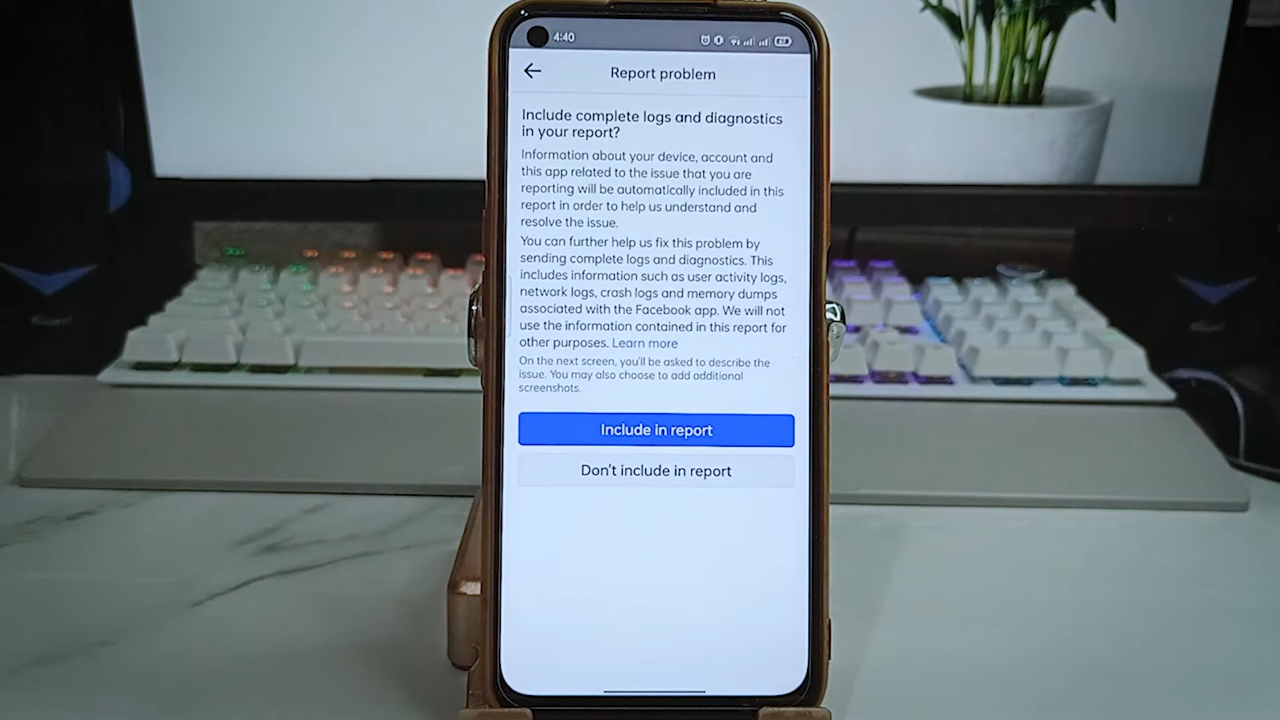 4:40
Report problem
Include complete logs and diagnostics
in your report?
Information about your device, account and
this app related to the issue that you are
reporting will be automatically included in this
report in order to help us understand and
resolve the issue.
You can further help us fix this problem by
sending complete logs and diagnostics. This
includes information such as user activity logs,
network logs, crash logs and memory dumps
associated with the Facebook app. We will not
use the information contained in this report for
other purposes. Learn more
On the next screen, you'll be asked to describe the
issue. You may also choose to add additional
screenshots.
Include in report
Don't include in report